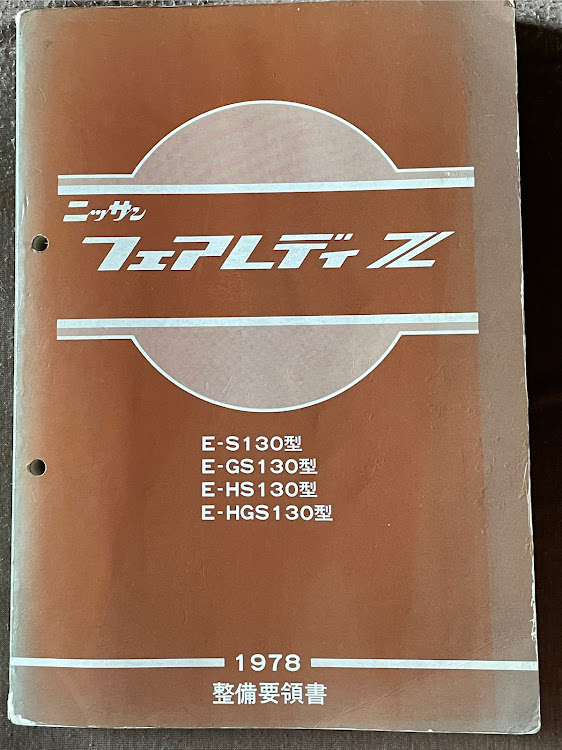 ニッサン
フェアレディ Z
E-S130型
E-GS130型
E-HS130型
E-HGS130型
1978
整備要領書